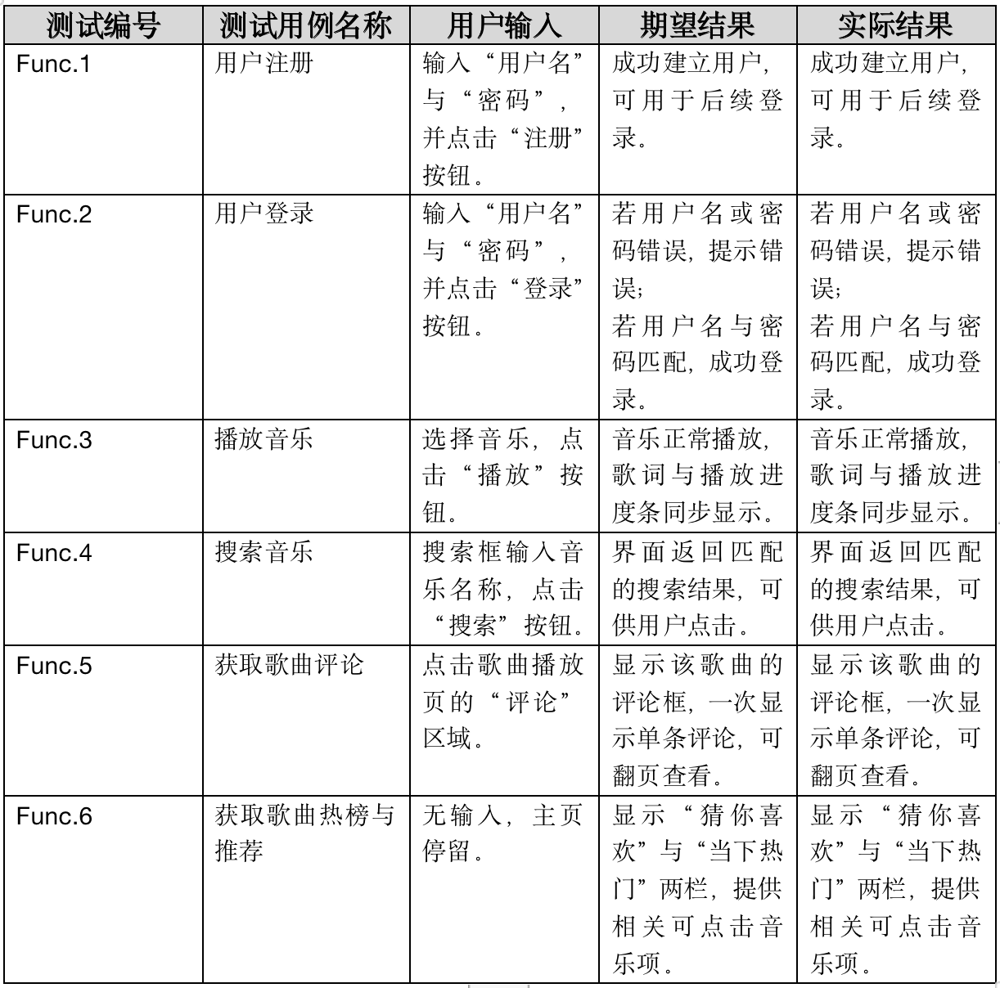 测试编号
测试用例名称
用户输入
期望结果
实际结果
Func.1
用户注册
输入“用户名”
与“密码”,
并点击“注册”
按钮。
成功建立用户,
可用于后续登
录。
成功建立用户,
可用于后续登
录。
Func.2
用户登录
输入“用户名”
与“密码”,
并点击“登录”
按钮。
若用户名或密
码错误,提示错
误;
若用户名与密
码匹配,成功登
录。
若用户名或密
码错误,提示错
误;
若用户名与密
码匹配,成功登
录。
Func.3
播放音乐
选择音乐,点
击“播放”按
钮。
音乐正常播放,
歌词与播放进
度条同步显示。
音乐正常播放,
歌词与播放进
度条同步显示。
Func.4
搜索音乐
搜索框输入音
乐名称,点击
“搜索”按钮。
界面返回匹配
的搜索结果,可
供用户点击。
界面返回匹配
的搜索结果,可
供用户点击。
Func.5
获取歌曲评论
点击歌曲播放
页的“评论”
区域。
显示该歌曲的
评论框,一次显
示单条评论,可
翻页查看。
显示该歌曲的
评论框,一次显
示单条评论,可
翻页查看。
Func.6
获取歌曲热榜与
推荐
无输入,主页
停留。
显示“猜你喜
欢”与“当下热
门”两栏,提供
相关可点击音
乐项。
显示“猜你喜
欢”与“当下热
门”两栏,提供
相关可点击音
乐项。